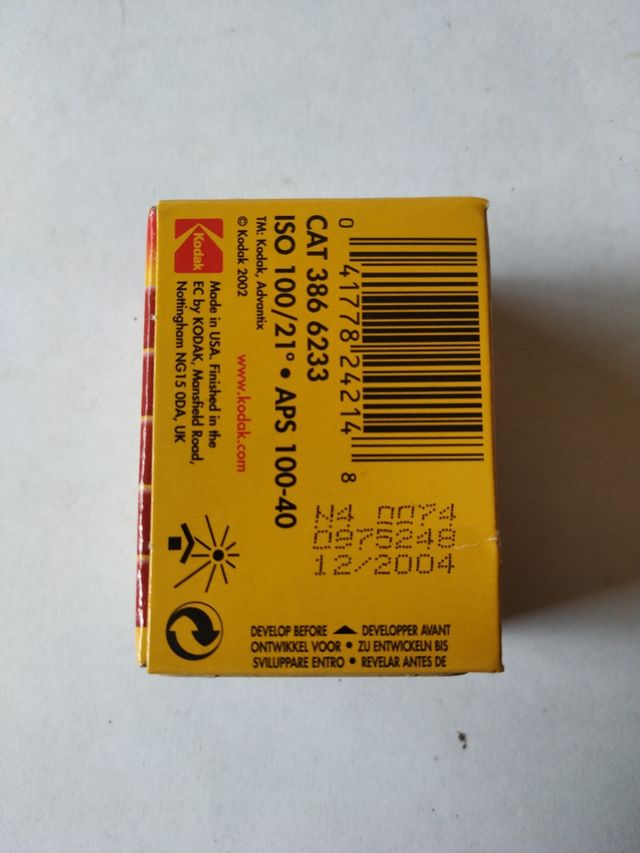 0 41778 24214 8
CAT 386 6233
ISO 100/21° • APS 100-40
TM: Kodak, Advantix
© Kodak 2002
www.kodak.com
Kodak
Made in USA. Finished in the
EC by KODAK, Mansfield Road,
Nottingham NG15 0DA, UK
N4 0074
0976248
12/2004
DEVELOP BEFORE ▲ DEVELOPPER AVANT
ONTWIKKEL VOOR • ZU ENTWICKELN BIS
SVILUPPARE ENTRO • REVELAR ANTES DE